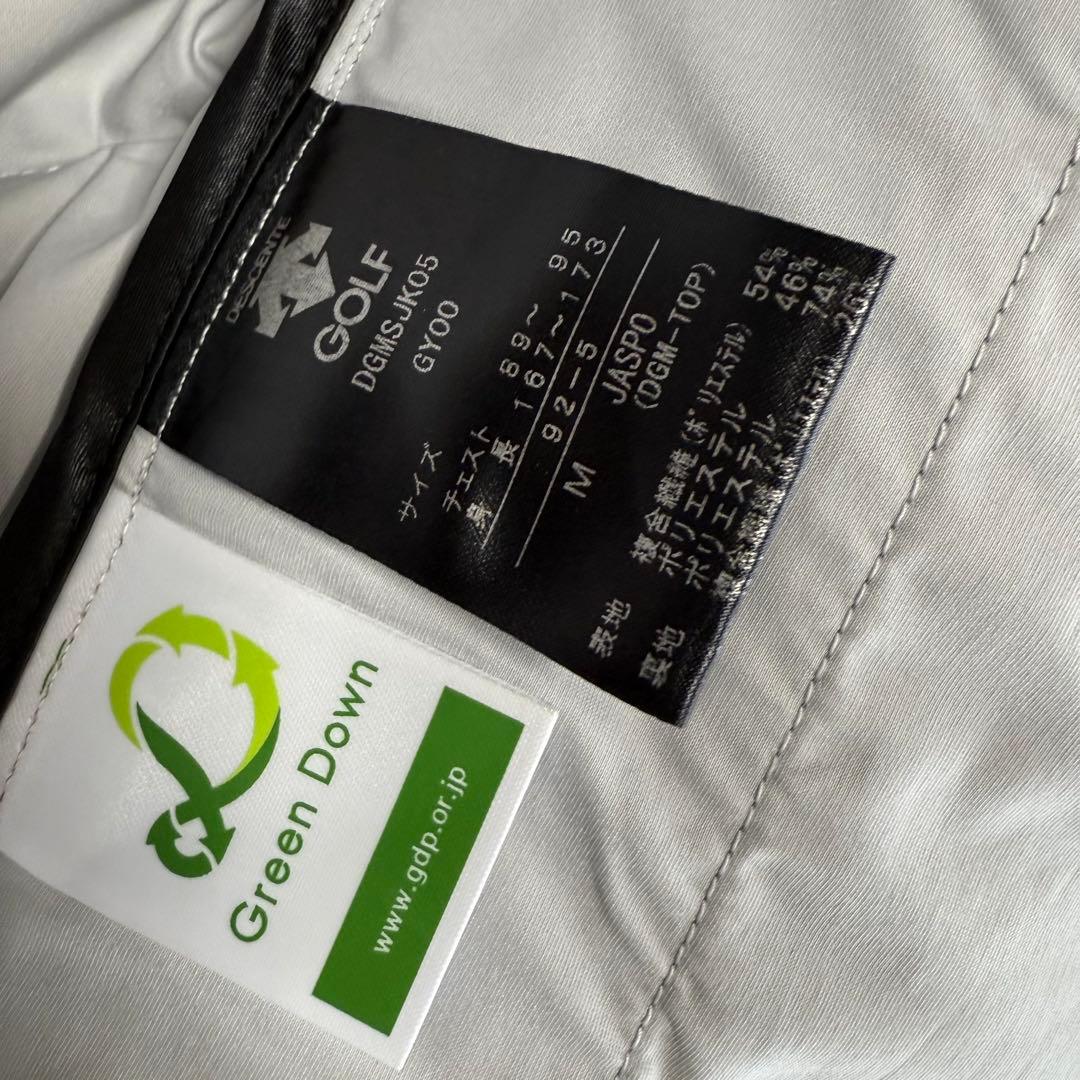 DESCENTE
GOLF
DGMSJK05
GY00
サイズ
チェスト 89～95
身長 167～173
92-5
M
JASPO
(DGM-TOP)
表地 複合繊維(ポリエステル) 54%
ポリエステル 46%
裏地 ポリエステル 74%
Green Down
www.gdp.or.jp